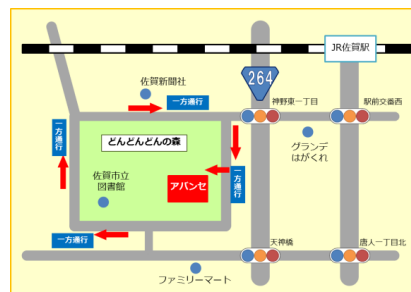 JR佐賀駅
264
佐賀新聞社
一方通行
神野東一丁目
駅前交番西
一方通行
どんどんどんの森
グランデ
はがくれ
佐賀市立
図書館
アバンセ
一方通行
一方通行
天神橋
唐人一丁目北
ファミリーマート